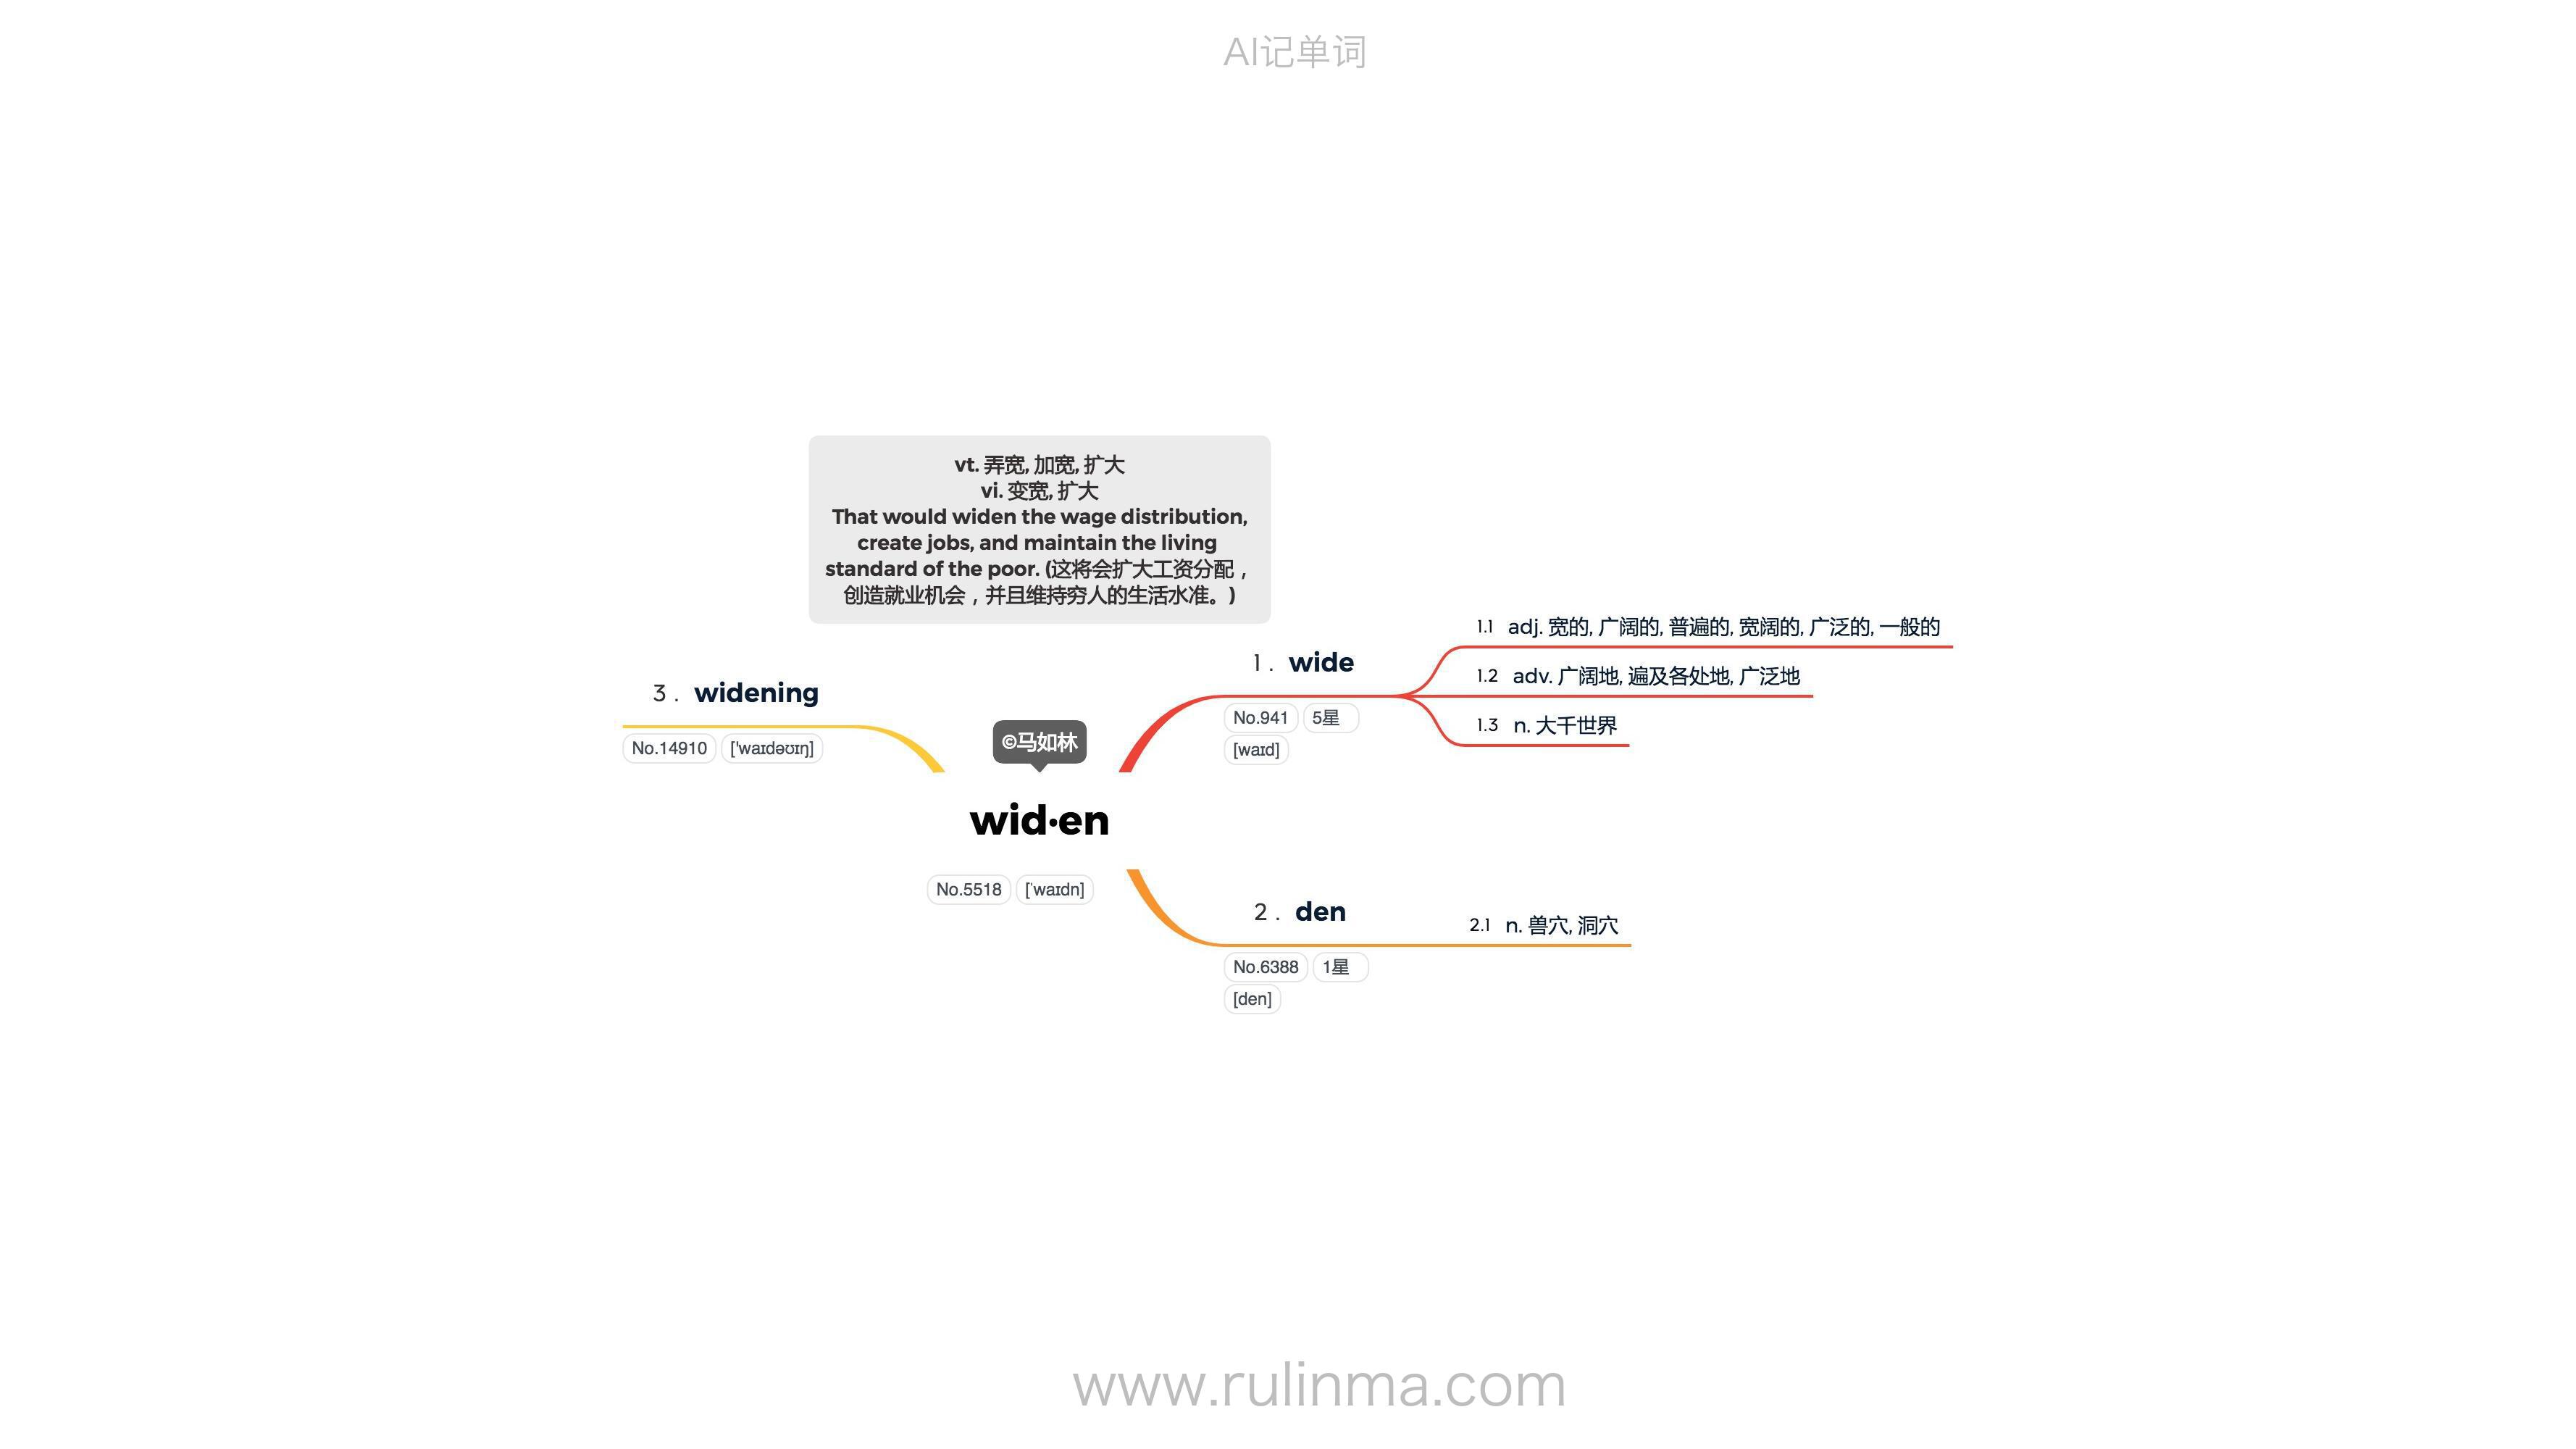 AI记单词
vt. 弄宽, 加宽, 扩大
vi. 变宽, 扩大
That would widen the wage distribution,
create jobs, and maintain the living
standard of the poor. (这将会扩大工资分配，
创造就业机会，并且维持穷人的生活水准。)
©马如林
wid·en
No.5518 [ˈwaɪdn]
1. wide
No.941 5星
[waɪd]
1.1 adj. 宽的, 广阔的, 普遍的, 宽阔的, 广泛的, 一般的
1.2 adv. 广阔地, 遍及各处地, 广泛地
1.3 n. 大千世界
2. den
No.6388 1星
[den]
2.1 n. 兽穴, 洞穴
3. widening
No.14910 ['waɪdəʊɪŋ]
www.rulinma.com